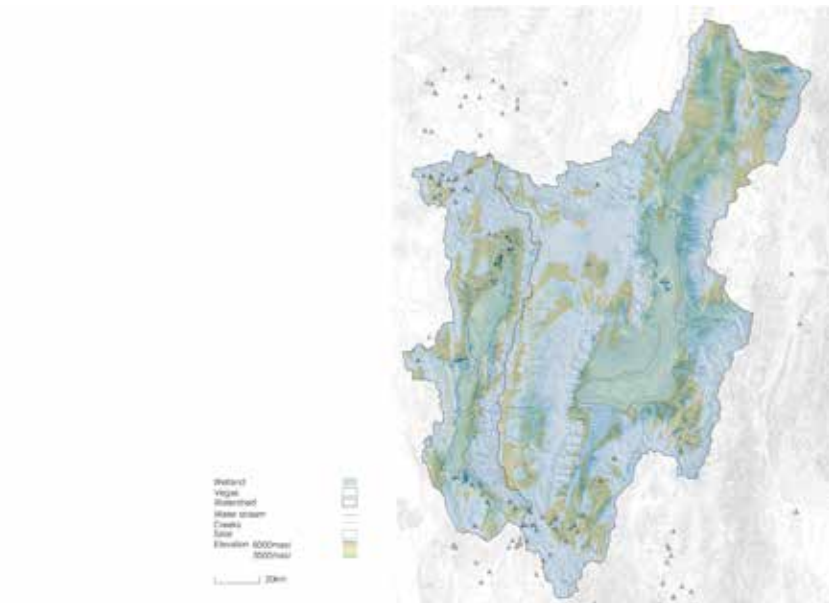 Wetland
Vegas
Watershed
Water stream
Creeks
Salar
Elevation 6000masl
3500masl
20km